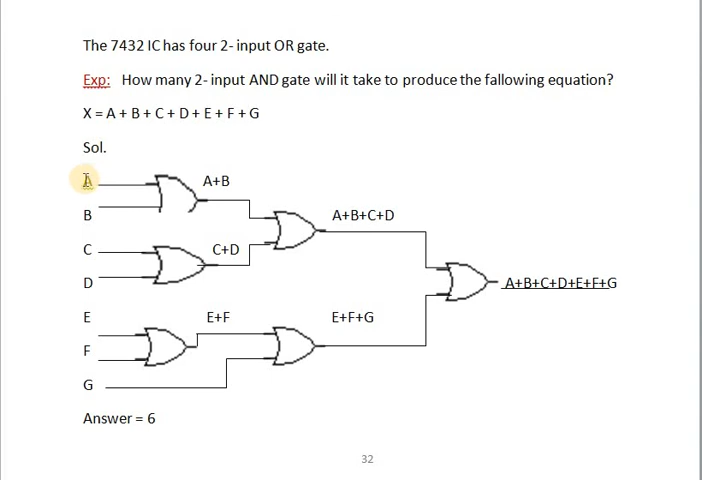 The 7432 IC has four 2- input OR gate.
Exp: How many 2- input AND gate will it take to produce the fallowing equation?
X = A + B + C + D + E + F + G
Sol.
A
A+B
B
A+B+C+D
C
C+D
D
A+B+C+D+E+F+G
E
E+F
E+F+G
F
G
Answer = 6
32